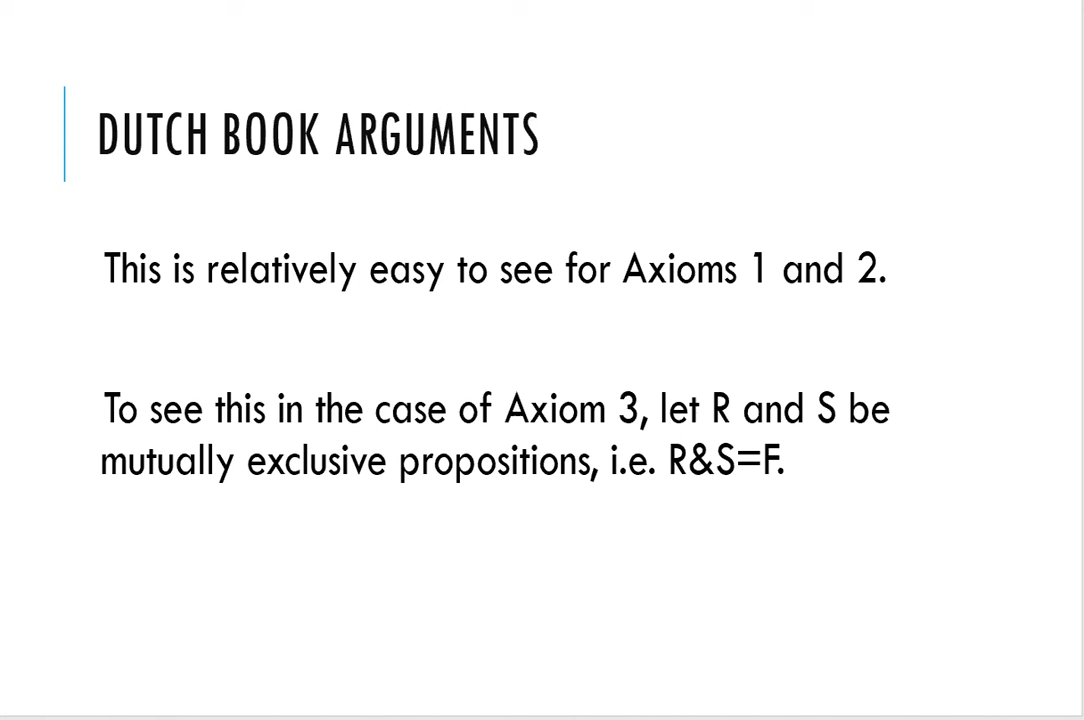 DUTCH BOOK ARGUMENTS
This is relatively easy to see for Axioms 1 and 2.
To see this in the case of Axiom 3, let R and S be
mutually exclusive propositions, i.e. R&S=F.